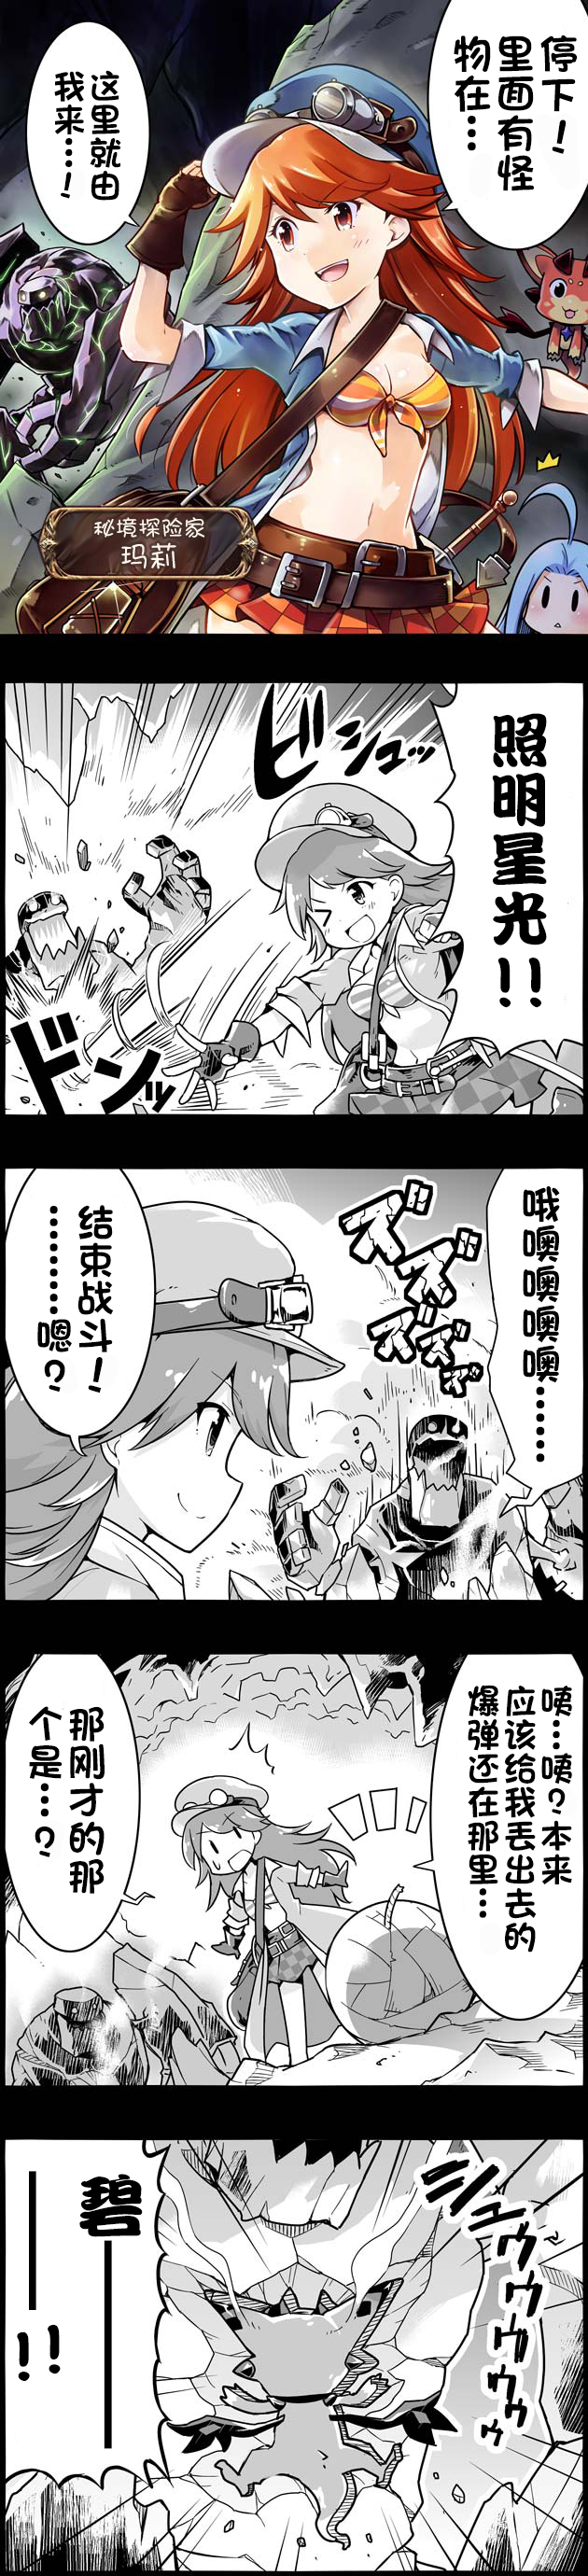 停下！
里面有怪
物在…
这里就由
我来…！
秘境探险家
玛莉
照明星光！！
ビシュッ
ドンッ
哦噢噢噢噢……
ズズズズズ
结束战斗！
………嗯？
咦…咦？本来
应该给我丢出去的
爆弹还在那里…
那刚才的那
个是…？
シュウウウゥゥ
碧——
——！！